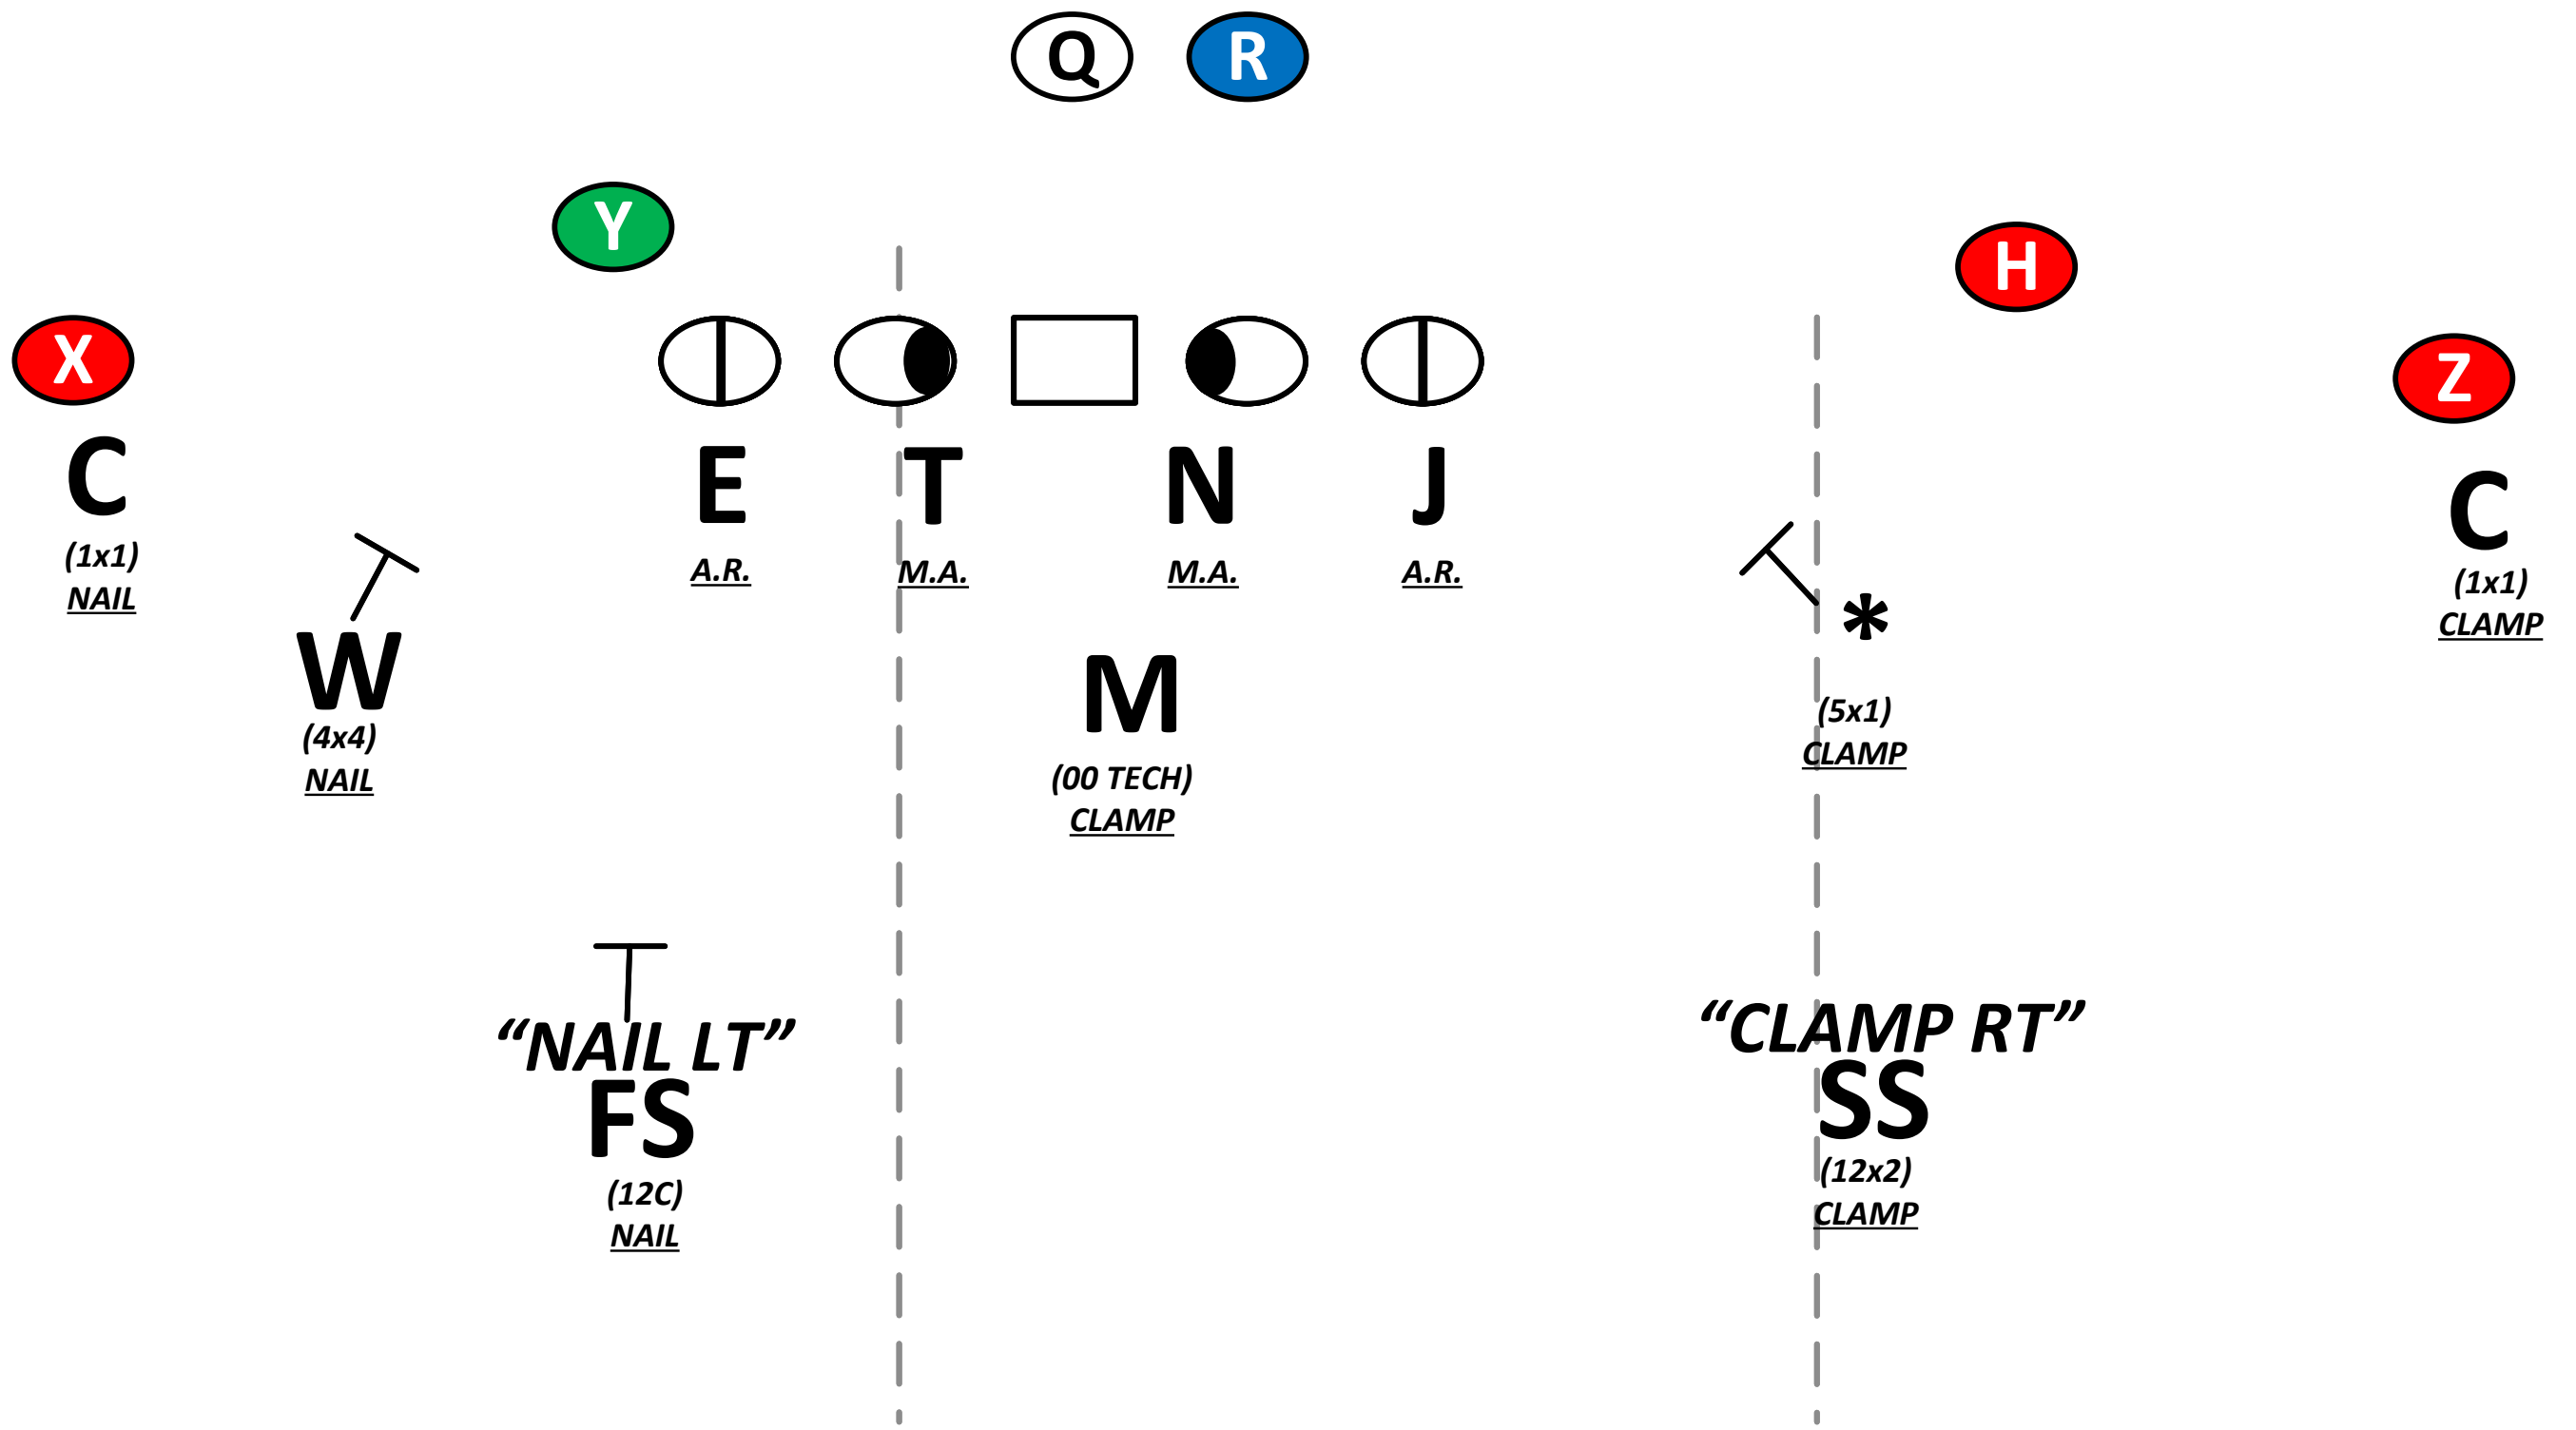 Q R
Y
H
X
Z
E T N J
C
C
(1x1)
NAIL
A.R. M.A. M.A. A.R.
(1x1)
CLAMP
*
W
(4x4)
NAIL
M
(00 TECH)
CLAMP
(5x1)
CLAMP
“NAIL LT”
FS
(12C)
NAIL
“CLAMP RT”
SS
(12x2)
CLAMP